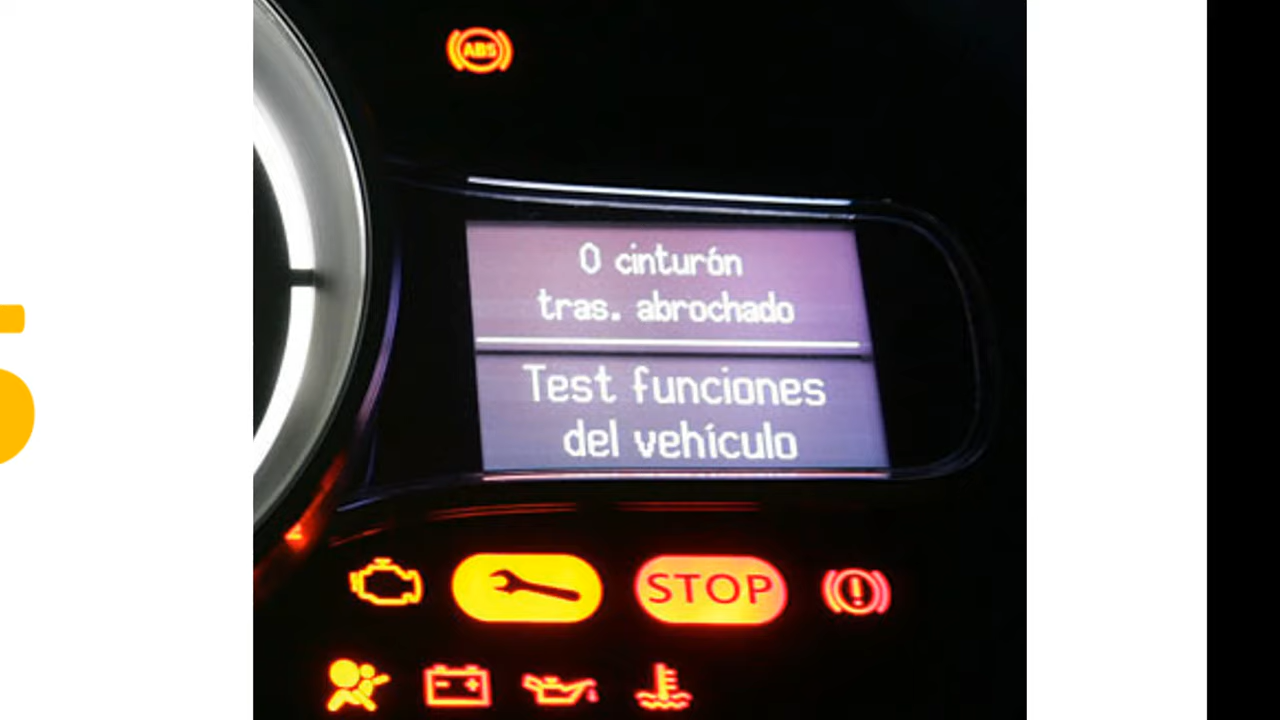 ABS
0 cinturón
tras. abrochado
Test funciones
del vehículo
STOP